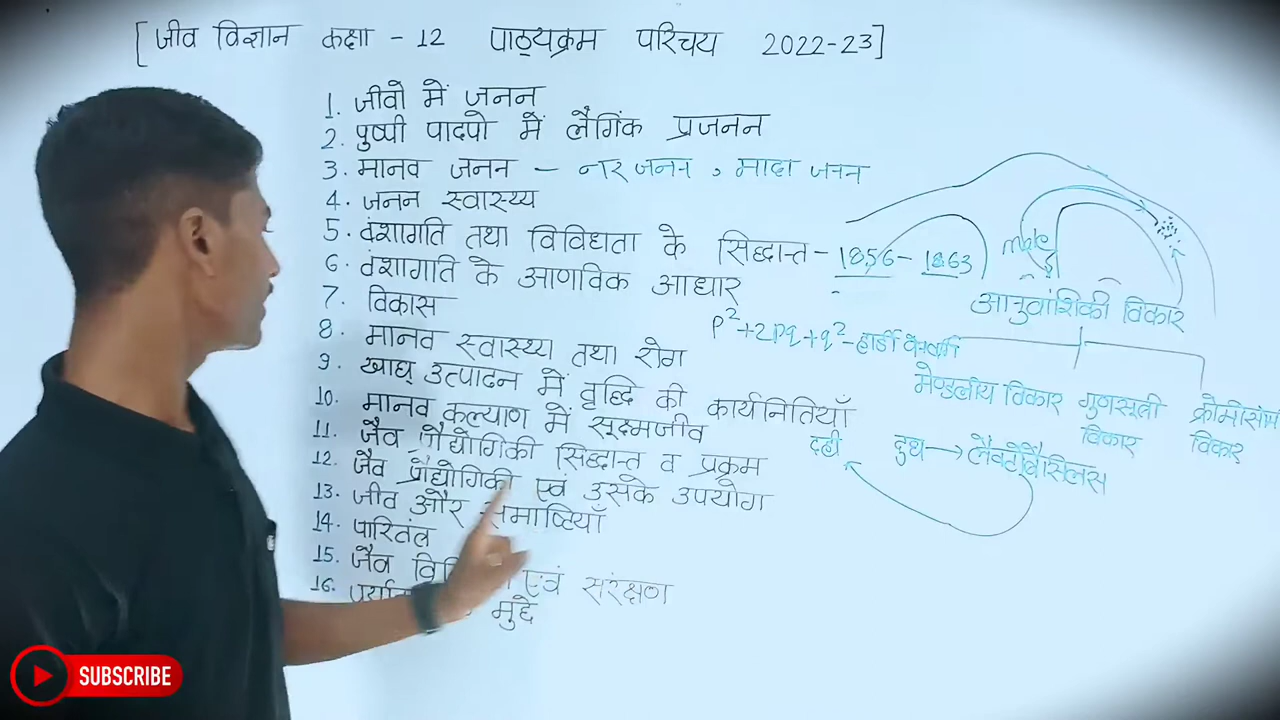 [ जीव विज्ञान कक्षा - 12 पाठ्यक्रम परिचय 2022-23]
1. जीवो में जनन
2. पुष्पी पादपो में लैगिंक प्रजनन
3. मानव जनन - नर जनन , मादा जनन
4. जनन स्वास्थ्य
5. वंशागति तथा विविधता के सिद्धान्त - 1856 - 1863
6. वंशागति के आणविक आधार
7. विकास
8. मानव स्वास्थ्य तथा रोग
9. खाद्य् उत्पादन में वृद्धि की कार्यनितियाँ
10. मानव कल्याण में सूक्ष्मजीव
11. जैव प्रौद्योगिकी सिद्धान्त व प्रक्रम
12. जैव प्रौद्योगिकी एवं उसके उपयोग
13. जीव और समाष्टियाँ
14. पारितंत्र
15. जैव एवं संरंक्षण
16. मुद्दे
male
आनुवांशिकी विकार
p²+2pq+q²-हार्डी वेनवर्ग
मेण्डलीय विकार
गुणसूत्री विकार
क्रोमोसोम विकार
दही दुध → लैक्टोवैसिलस
SUBSCRIBE